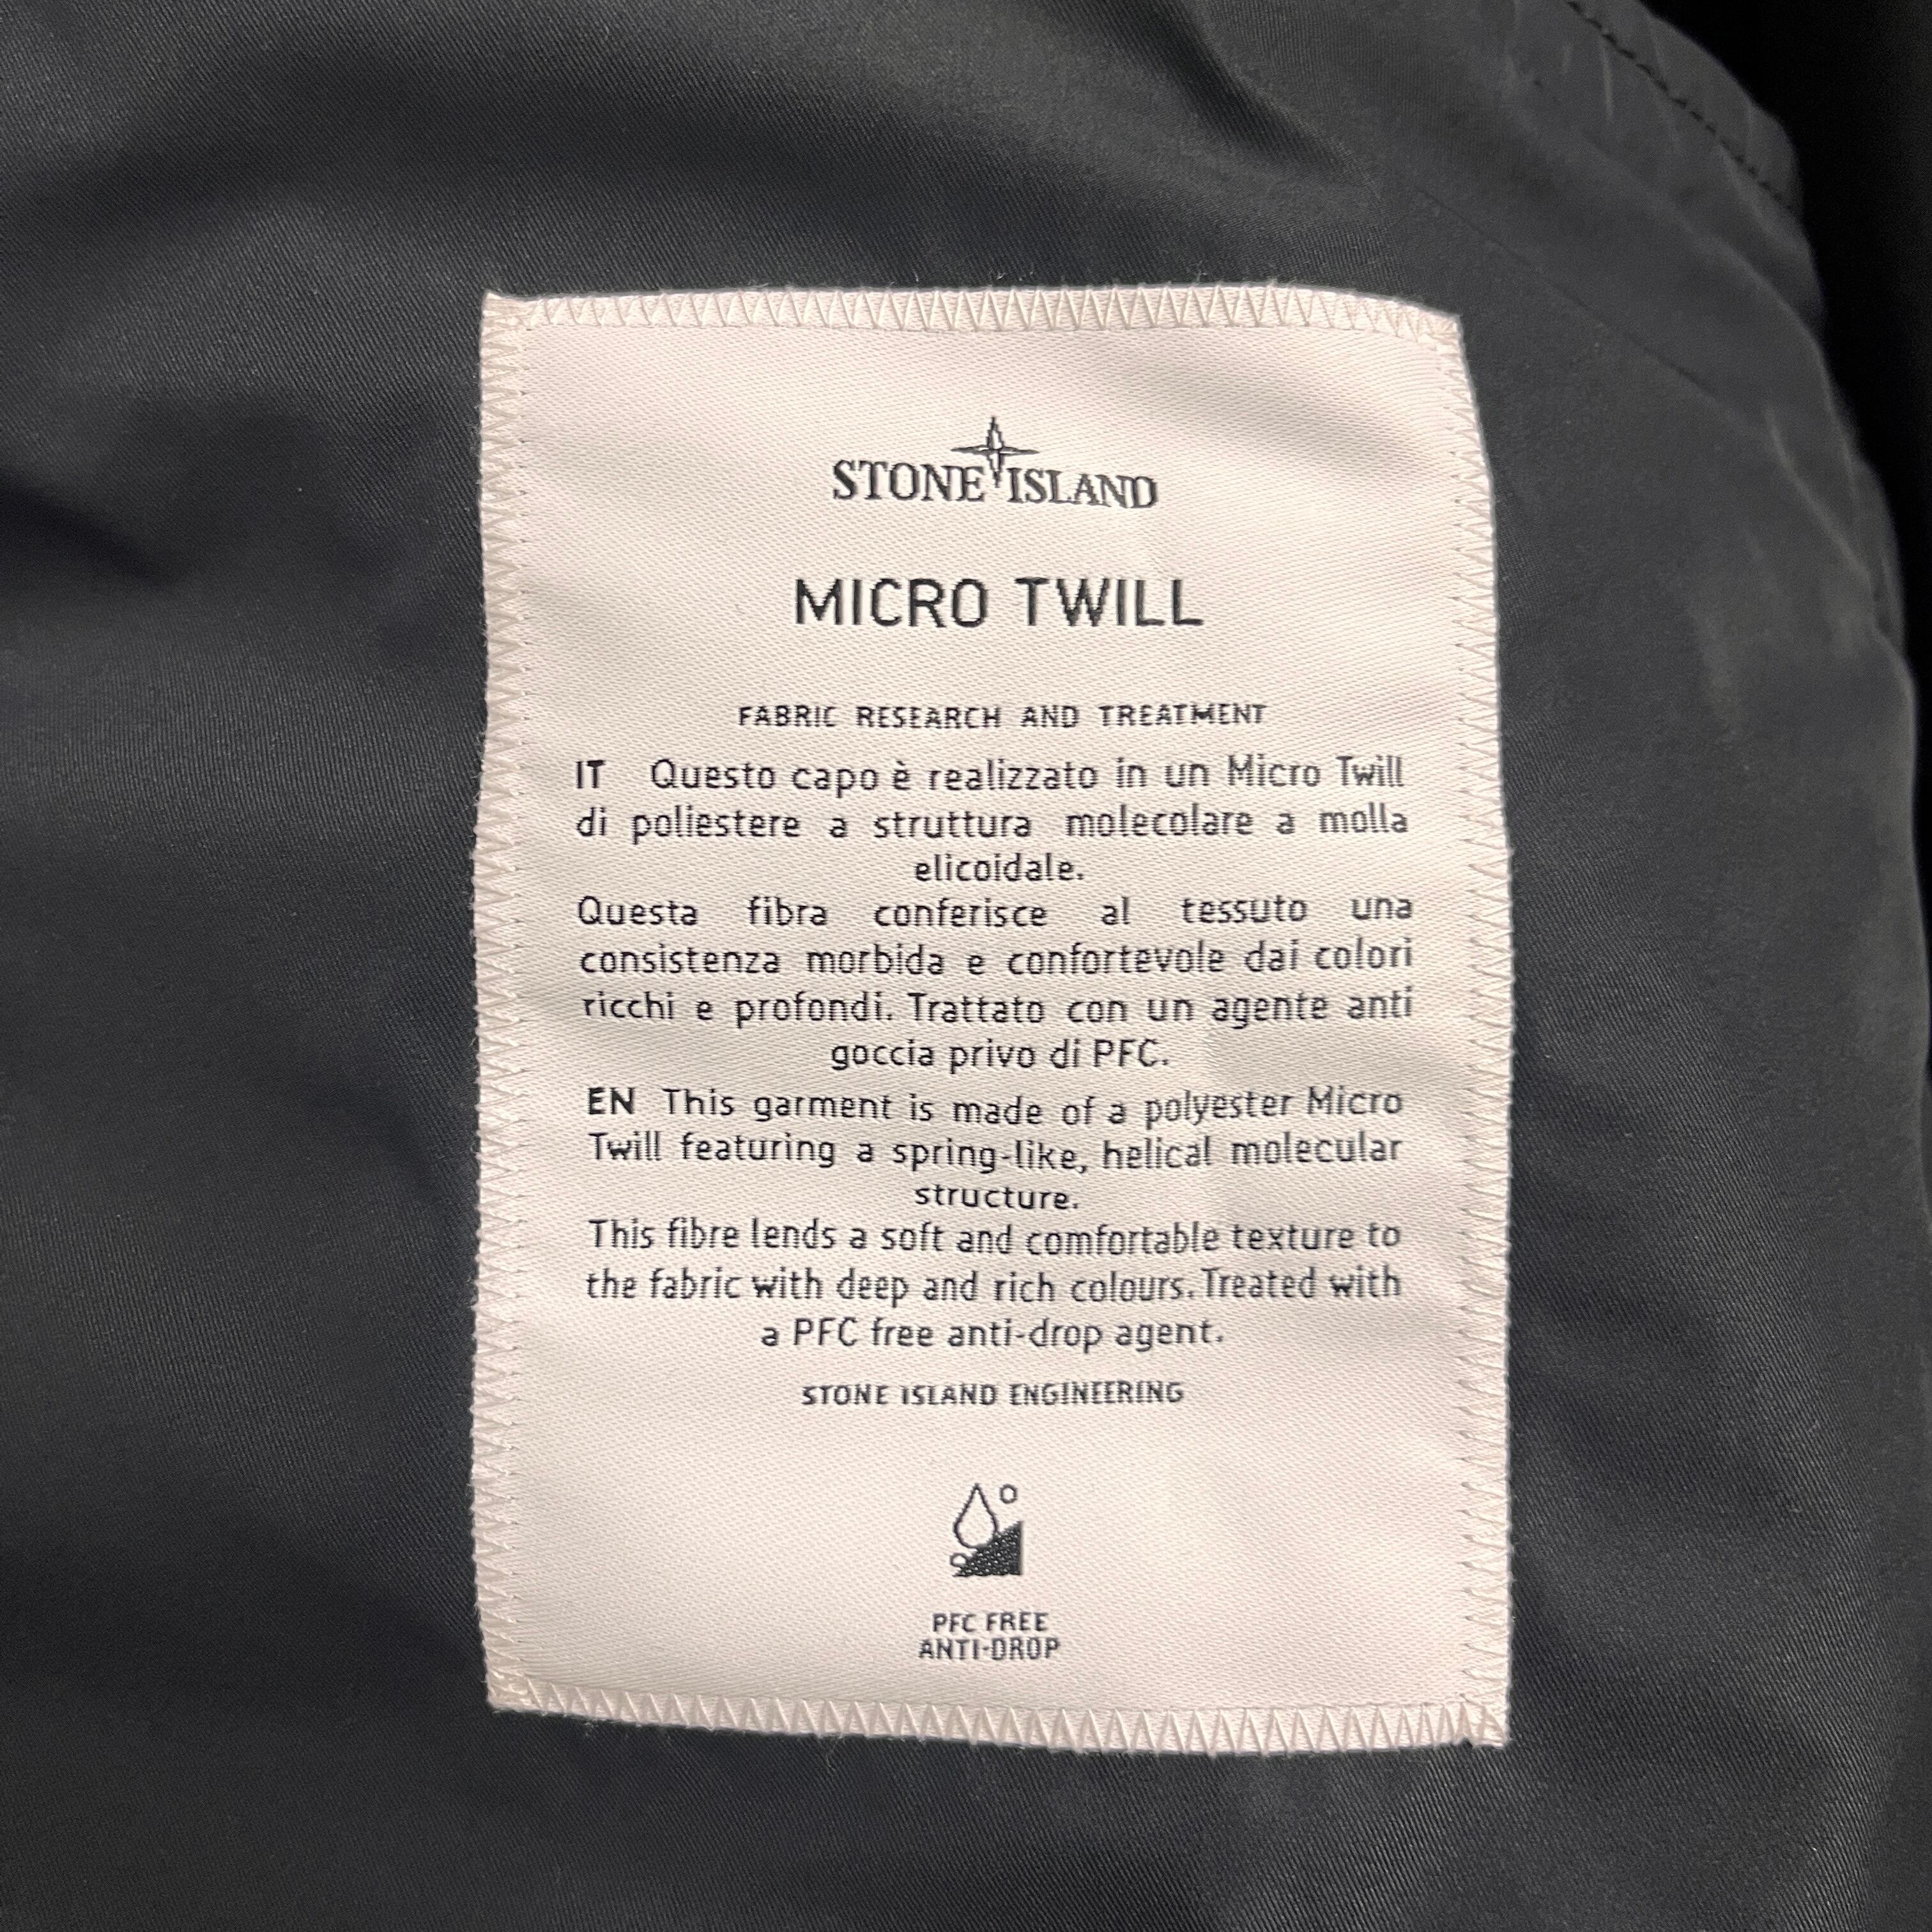 STONE ISLAND
MICRO TWILL
FABRIC RESEARCH AND TREATMENT
IT Questo capo è realizzato in un Micro Twill
di poliestere a struttura molecolare a molla
elicoidale.
Questa fibra conferisce al tessuto una
consistenza morbida e confortevole dai colori
ricchi e profondi. Trattato con un agente anti
goccia privo di PFC.
EN This garment is made of a polyester Micro
Twill featuring a spring-like, helical molecular
structure.
This fibre lends a soft and comfortable texture to
the fabric with deep and rich colours. Treated with
a PFC free anti-drop agent.
STONE ISLAND ENGINEERING
PFC FREE
ANTI-DROP